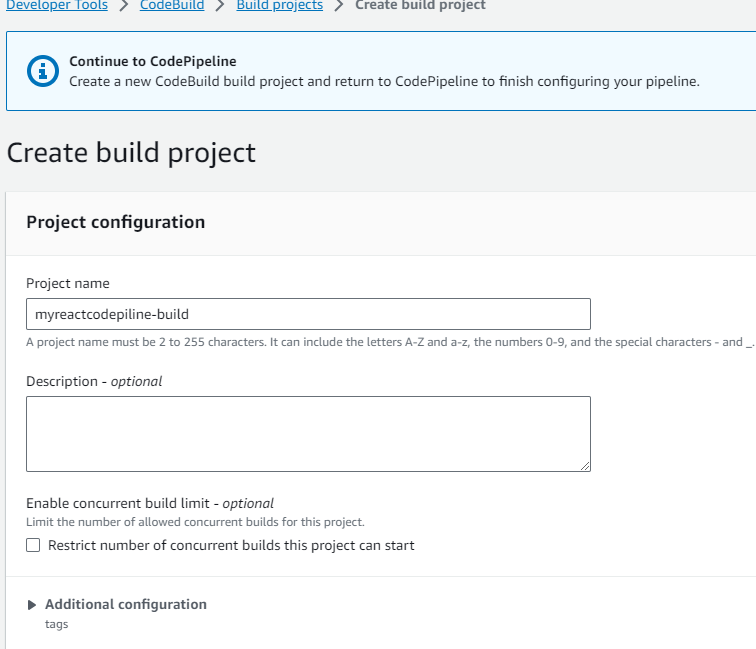 Developer Tools > CodeBuild > Build projects > Create build project
Continue to CodePipeline
Create a new CodeBuild build project and return to CodePipeline to finish configuring your pipeline.
Create build project
Project configuration
Project name
myreactcodepiline-build
A project name must be 2 to 255 characters. It can include the letters A-Z and a-z, the numbers 0-9, and the special characters - and _.
Description - optional
Enable concurrent build limit - optional
Limit the number of allowed concurrent builds for this project.
Restrict number of concurrent builds this project can start
Additional configuration
tags